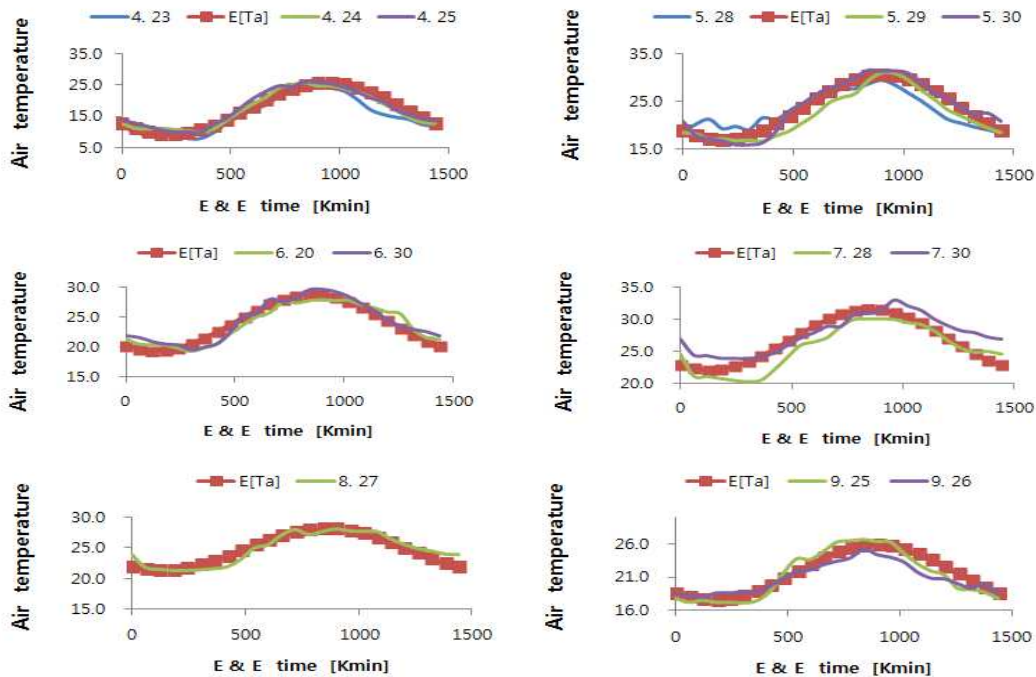 4. 23 E[Ta] 4. 24 4. 25
Air temperature
35.0
25.0
15.0
5.0
0 500 1000 1500
E & E time [Kmin]
5. 28 E[Ta] 5. 29 5. 30
Air temperature
35.0
25.0
15.0
0 500 1000 1500
E & E time [Kmin]
E[Ta] 6. 20 6. 30
Air temperature
30.0
25.0
20.0
15.0
0 500 1000 1500
E & E time [Kmin]
E[Ta] 7. 28 7. 30
Air temperature
35.0
30.0
25.0
20.0
0 500 1000 1500
E & E time [Kmin]
E[Ta] 8. 27
Air temperature
30.0
25.0
20.0
15.0
0 500 1000 1500
E & E time [Kmin]
E[Ta] 9. 25 9. 26
Air temperature
26.0
21.0
16.0
0 500 1000 1500
E & E time [Kmin]